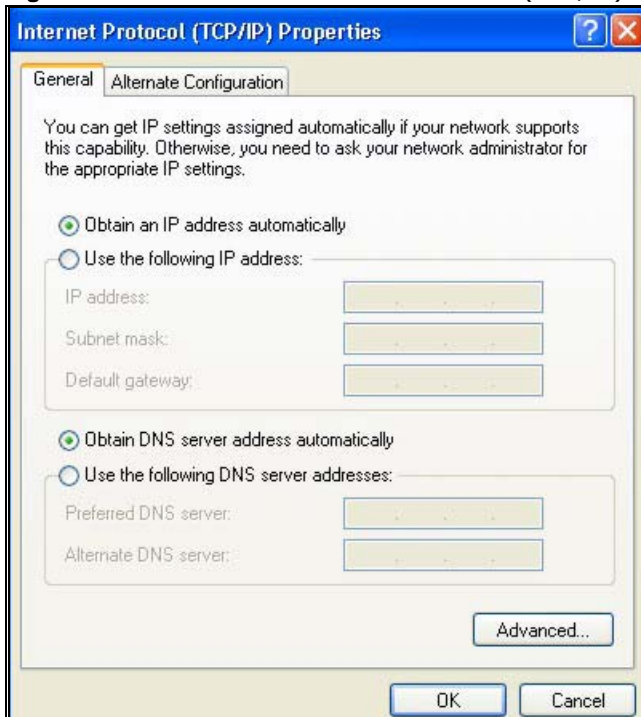 Internet Protocol (TCP/IP) Properties
General
Alternate Configuration
You can get IP settings assigned automatically if your network supports
this capability. Otherwise, you need to ask your network administrator for
the appropriate IP settings.
Obtain an IP address automatically
Use the following IP address:
IP address:
Subnet mask:
Default gateway:
Obtain DNS server address automatically
Use the following DNS server addresses:
Preferred DNS server:
Alternate DNS server:
Advanced...
OK
Cancel